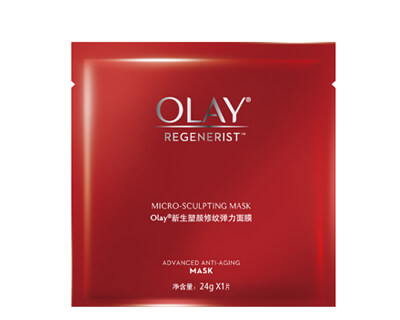 OLAY®
REGENERIST™
MICRO-SCULPTING MASK
Olay®新生塑颜修纹弹力面膜
ADVANCED ANTI-AGING
MASK
净含量：24g X1片